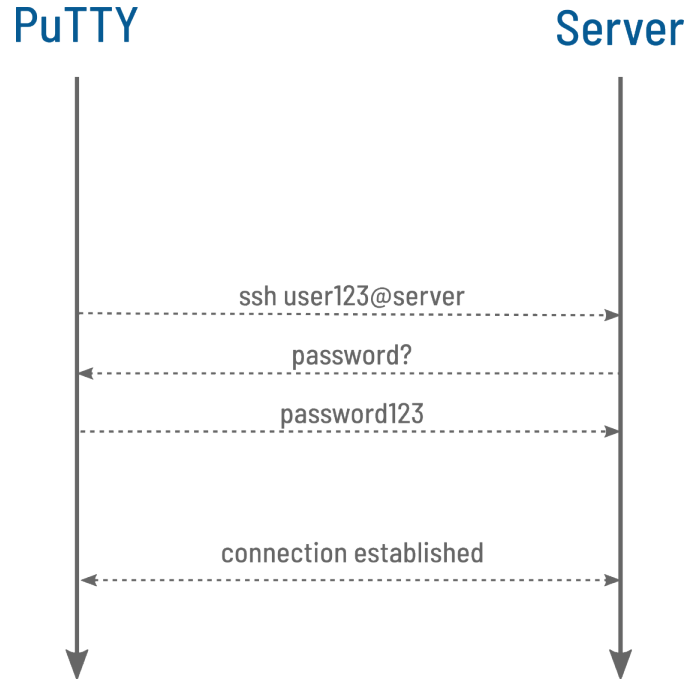 PuTTY
Server
ssh user123@server
password?
password123
connection established